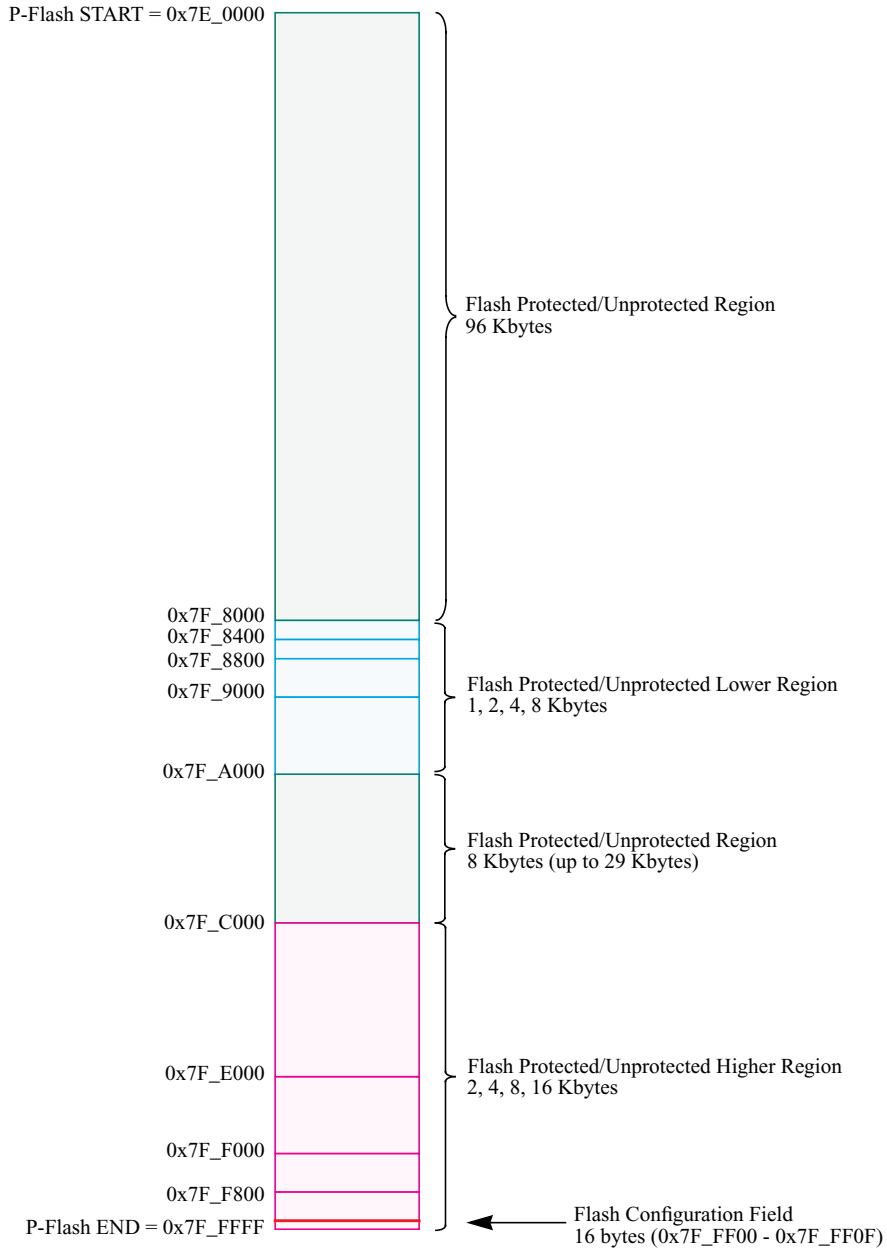 P-Flash START = 0x7E_0000
Flash Protected/Unprotected Region
96 Kbytes
0x7F_8000
0x7F_8400
0x7F_8800
0x7F_9000
Flash Protected/Unprotected Lower Region
1, 2, 4, 8 Kbytes
0x7F_A000
Flash Protected/Unprotected Region
8 Kbytes (up to 29 Kbytes)
0x7F_C000
0x7F_E000
Flash Protected/Unprotected Higher Region
2, 4, 8, 16 Kbytes
0x7F_F000
0x7F_F800
P-Flash END = 0x7F_FFFF
Flash Configuration Field
16 bytes (0x7F_FF00 - 0x7F_FF0F)